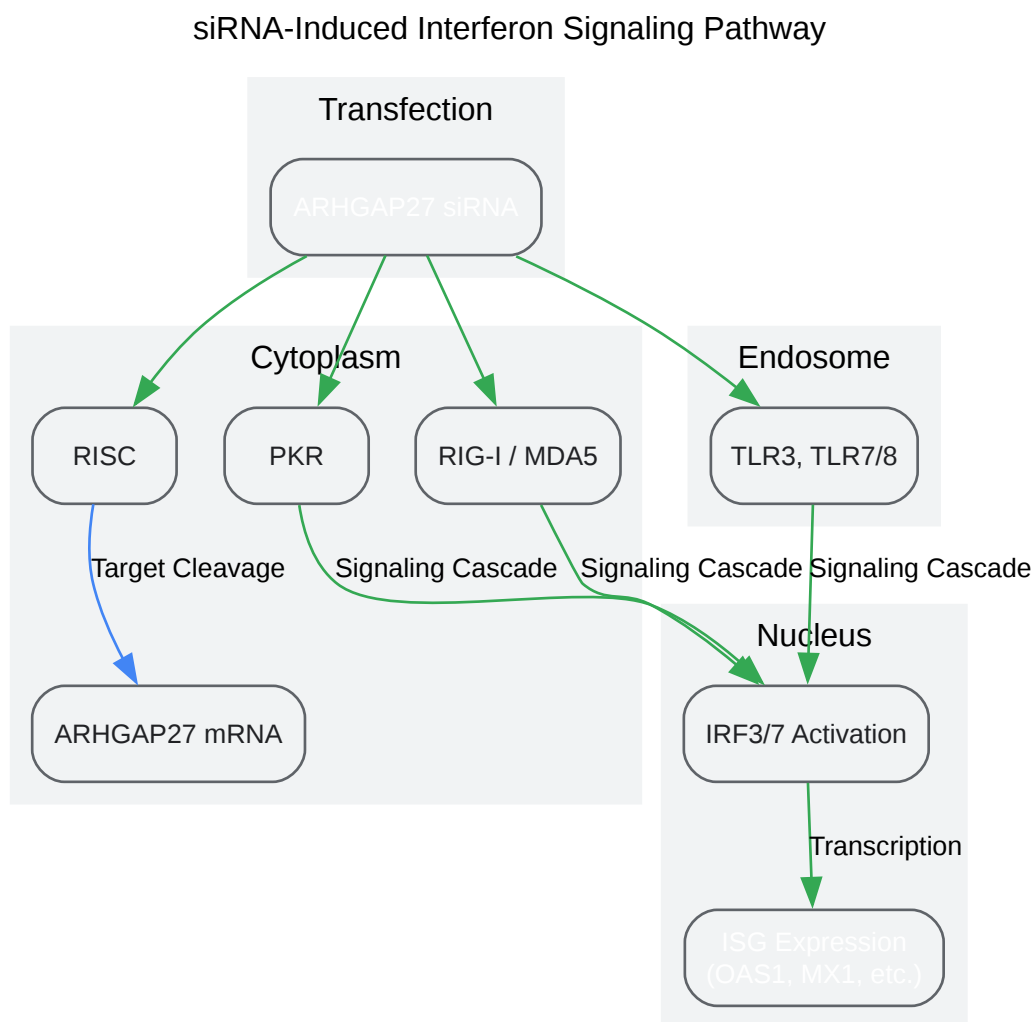 siRNA-Induced Interferon Signaling Pathway
Transfection
ARHGAP27 siRNA
Cytoplasm
Endosome
RISC
PKR
RIG-I / MDA5
TLR3, TLR7/8
Target Cleavage
Signaling Cascade
Signaling Cascade
Signaling Cascade
Nucleus
ARHGAP27 mRNA
IRF3/7 Activation
Transcription
ISG Expression
(OAS1, MX1, etc.)